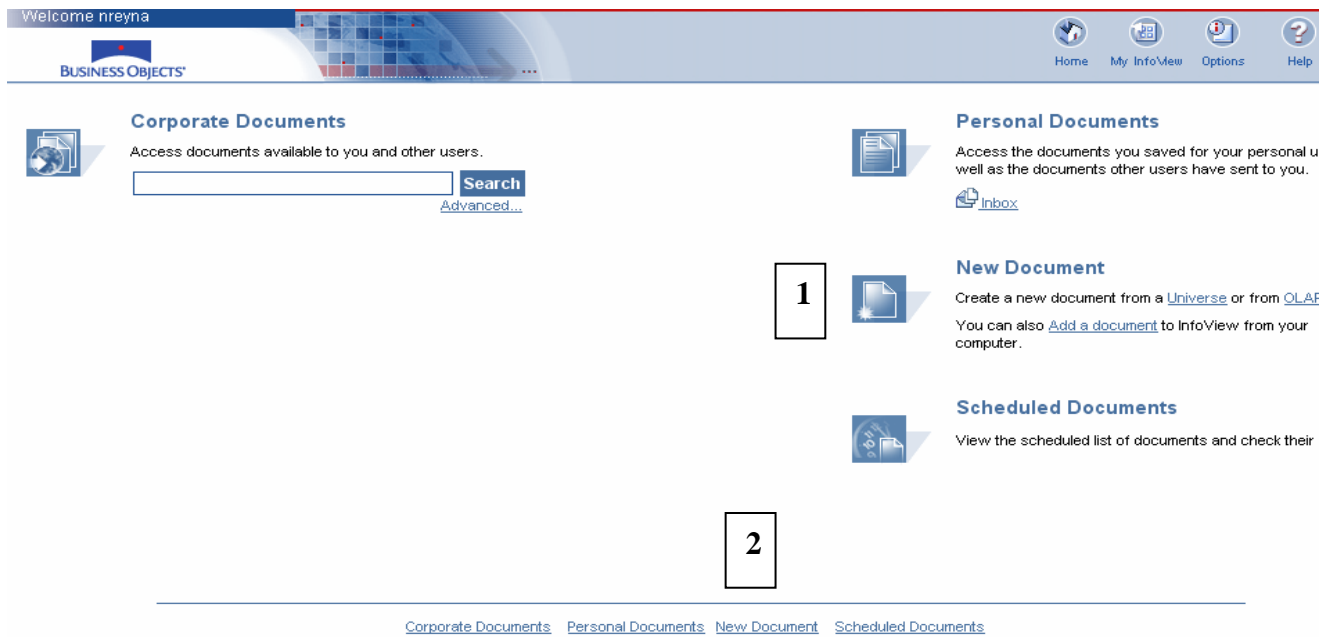 Welcome nreyna
BUSINESS OBJECTS
Home My InfoView Options Help
Corporate Documents
Access documents available to you and other users.
Search
Advanced...
Personal Documents
Access the documents you saved for your personal u
well as the documents other users have sent to you.
Inbox
1
New Document
Create a new document from a Universe or from OLAP
You can also Add a document to InfoView from your
computer.
Scheduled Documents
View the scheduled list of documents and check their
2
Corporate Documents Personal Documents New Document Scheduled Documents